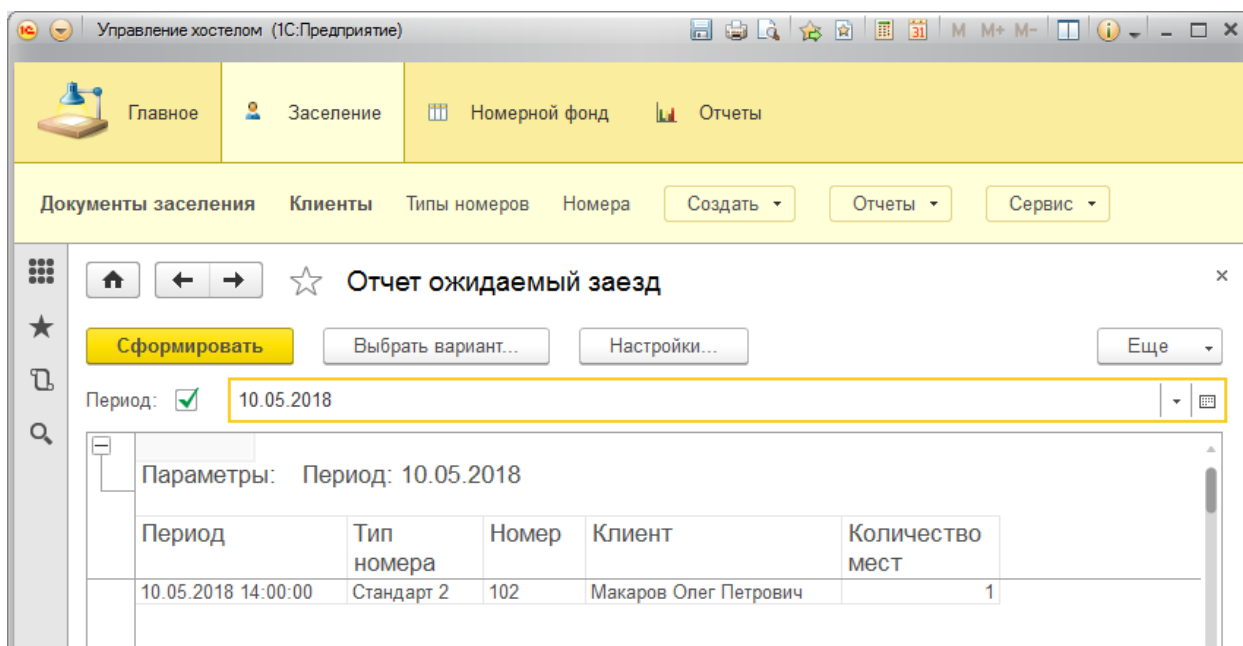 Управление хостелом (1С:Предприятие)
M M+ M-
31
Главное Заселение Номерной фонд Отчеты
Документы заселения Клиенты Типы номеров Номера Создать Отчеты Сервис
Отчет ожидаемый заезд
Сформировать Выбрать вариант... Настройки... Еще
Период: 10.05.2018
Параметры: Период: 10.05.2018
Период Тип номера Номер Клиент Количество мест
10.05.2018 14:00:00 Стандарт 2 102 Макаров Олег Петрович 1